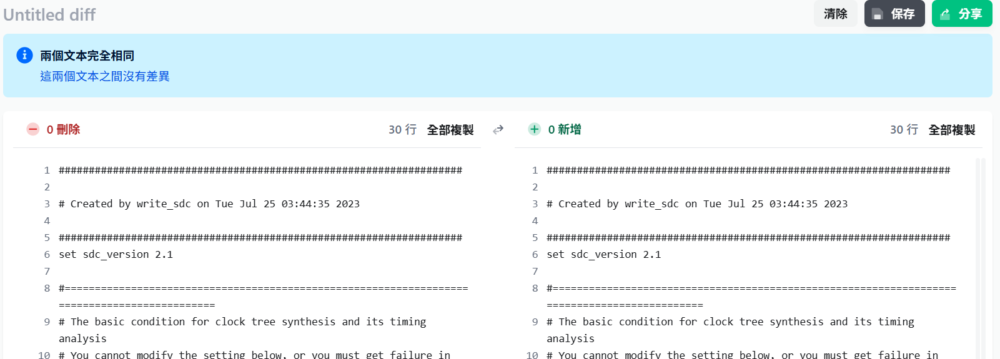 Untitled diff
清除
保存
分享
兩個文本完全相同
這兩個文本之間沒有差異
0 刪除
30 行 全部複製
0 新增
30 行 全部複製
1 ###################################################################
2
3 # Created by write_sdc on Tue Jul 25 03:44:35 2023
4
5 ###################################################################
6 set sdc_version 2.1
7
8 #===================================================================
==========================
9 # The basic condition for clock tree synthesis and its timing
analysis
10 # You cannot modify the setting below, or you must get failure in
1 ###################################################################
2
3 # Created by write_sdc on Tue Jul 25 03:44:35 2023
4
5 ###################################################################
6 set sdc_version 2.1
7
8 #===================================================================
==========================
9 # The basic condition for clock tree synthesis and its timing
analysis
10 # You cannot modify the setting below, or you must get failure in